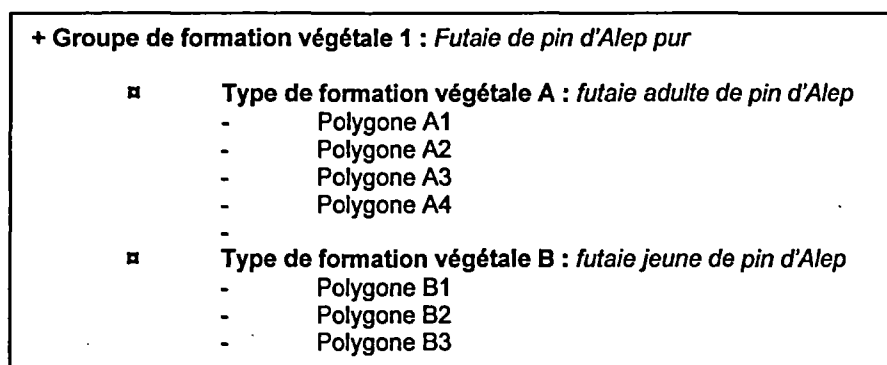 + Groupe de formation végétale 1 : Futaie de pin d'Alep pur
¤ Type de formation végétale A : futaie adulte de pin d'Alep
- Polygone A1
- Polygone A2
- Polygone A3
- Polygone A4
-
¤ Type de formation végétale B : futaie jeune de pin d'Alep
- Polygone B1
- Polygone B2
- Polygone B3